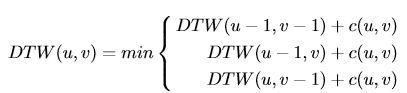 DTW(u − 1, v − 1) + c(u, v)
DTW(u, v) = min { DTW(u − 1, v) + c(u, v)
DTW(u, v − 1) + c(u, v)